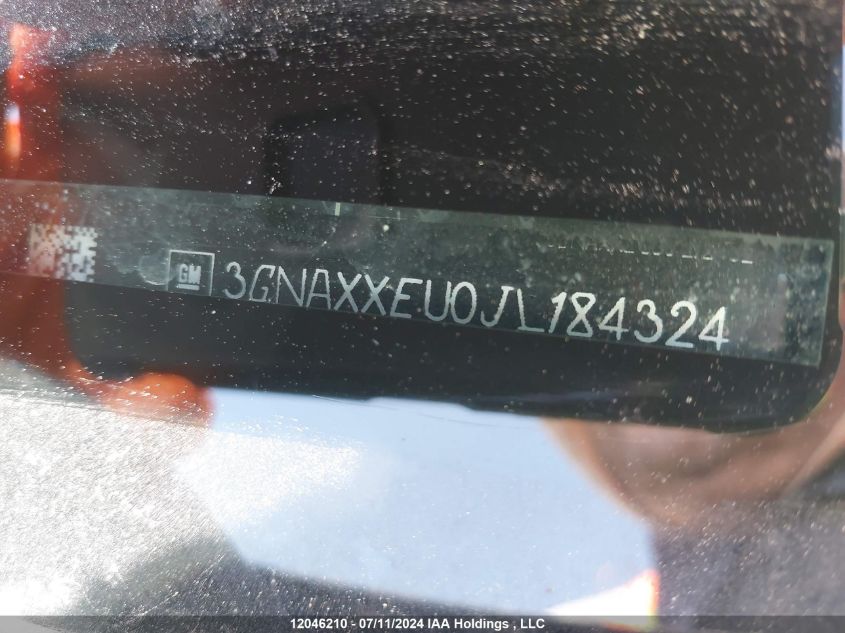 GM 3GNAXXEU0JL184324
12046210 - 07/11/2024 IAA Holdings , LLC